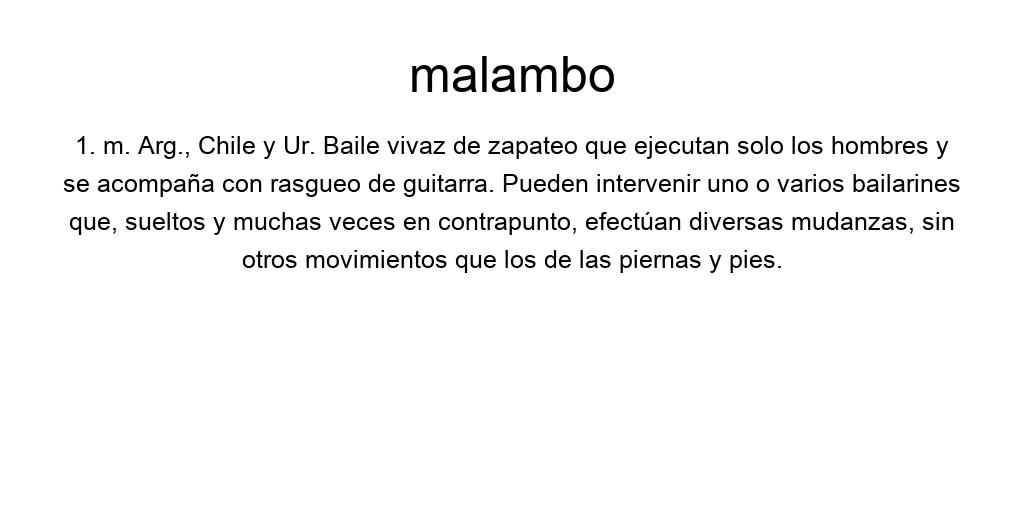 malambo
1. m. Arg., Chile y Ur. Baile vivaz de zapateo que ejecutan solo los hombres y
se acompaña con rasgueo de guitarra. Pueden intervenir uno o varios bailarines
que, sueltos y muchas veces en contrapunto, efectúan diversas mudanzas, sin
otros movimientos que los de las piernas y pies.